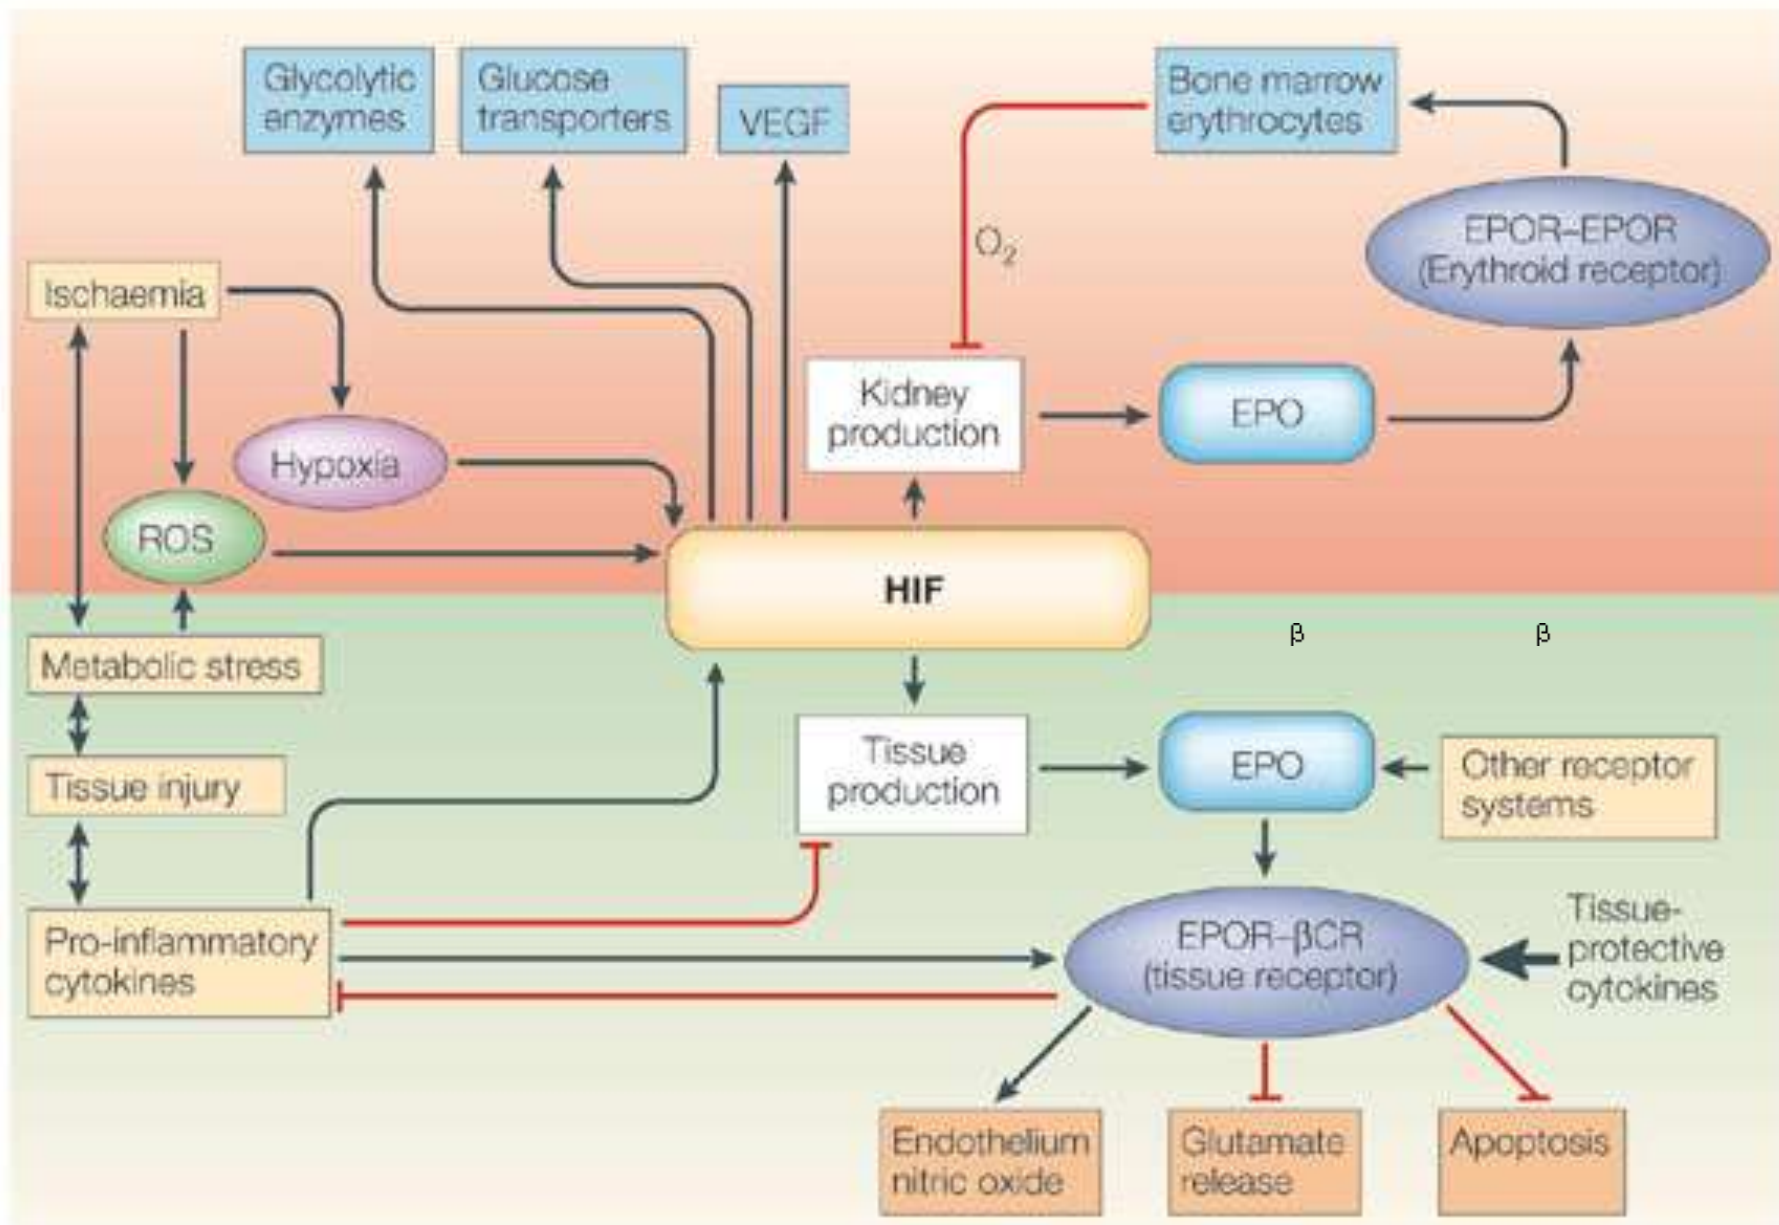 Glycolytic
enzymes
Glucose
transporters
VEGF
Bone marrow
erythrocytes
EPOR–EPOR
(Erythroid receptor)
O₂
Ischaemia
Kidney
production
EPO
Hypoxia
ROS
HIF
β
β
Metabolic stress
Tissue
production
EPO
Other receptor
systems
Tissue injury
Pro-inflammatory
cytokines
EPOR–βCR
(tissue receptor)
Tissue-
protective
cytokines
Endothelium
nitric oxide
Glutamate
release
Apoptosis